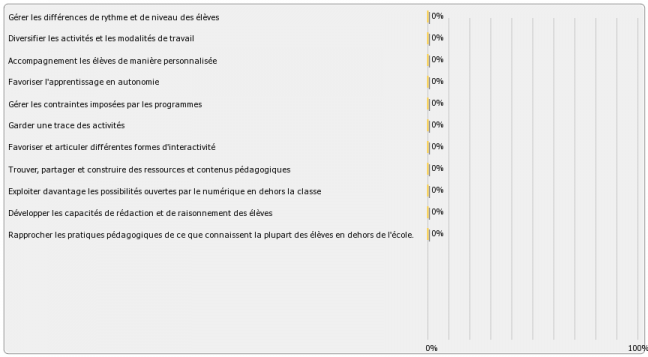 Gérer les différences de rythme et de niveau des élèves 0%
Diversifier les activités et les modalités de travail 0%
Accompagnement les élèves de manière personnalisée 0%
Favoriser l'apprentissage en autonomie 0%
Gérer les contraintes imposées par les programmes 0%
Garder une trace des activités 0%
Favoriser et articuler différentes formes d'interactivité 0%
Trouver, partager et construire des ressources et contenus pédagogiques 0%
Exploiter davantage les possibilités ouvertes par le numérique en dehors la classe 0%
Développer les capacités de rédaction et de raisonnement des élèves 0%
Rapprocher les pratiques pédagogiques de ce que connaissent la plupart des élèves en dehors de l'école. 0%
0% 100%